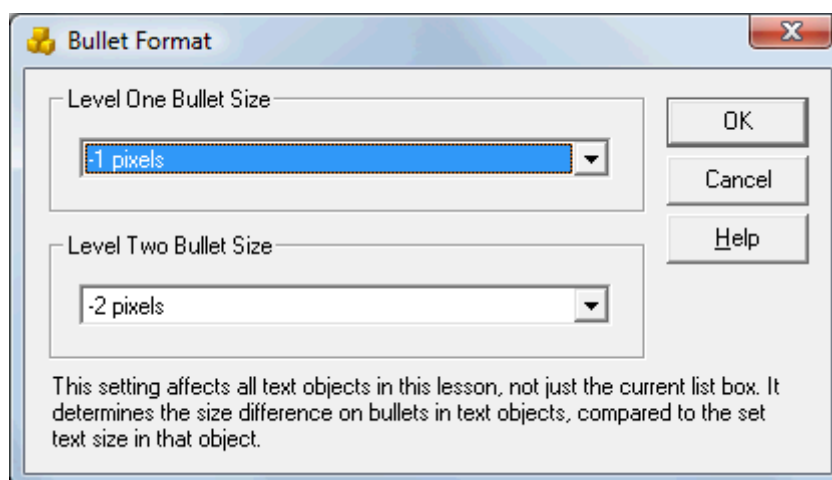 Bullet Format
Level One Bullet Size
-1 pixels
OK
Cancel
Help
Level Two Bullet Size
-2 pixels
This setting affects all text objects in this lesson, not just the current list box. It
determines the size difference on bullets in text objects, compared to the set
text size in that object.